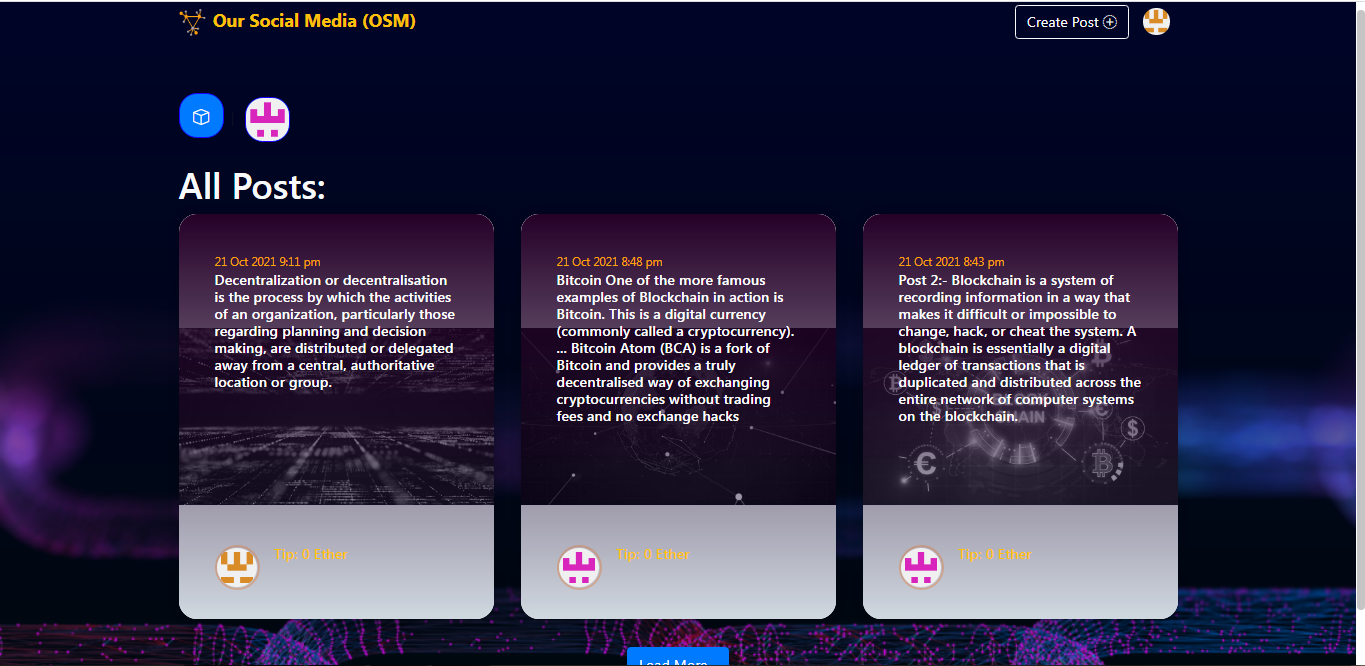 Our Social Media (OSM)
Create Post
All Posts:
21 Oct 2021 9:11 pm
Decentralization or decentralisation
is the process by which the activities
of an organization, particularly those
regarding planning and decision
making, are distributed or delegated
away from a central, authoritative
location or group.
Tip: 0 Ether
21 Oct 2021 8:48 pm
Bitcoin One of the more famous
examples of Blockchain in action is
Bitcoin. This is a digital currency
(commonly called a cryptocurrency).
... Bitcoin Atom (BCA) is a fork of
Bitcoin and provides a truly
decentralised way of exchanging
cryptocurrencies without trading
fees and no exchange hacks
Tip: 0 Ether
21 Oct 2021 8:43 pm
Post 2:- Blockchain is a system of
recording information in a way that
makes it difficult or impossible to
change, hack, or cheat the system. A
blockchain is essentially a digital
ledger of transactions that is
duplicated and distributed across the
entire network of computer systems
on the blockchain.
BLOCK
CHAIN
Tip: 0 Ether
Load More